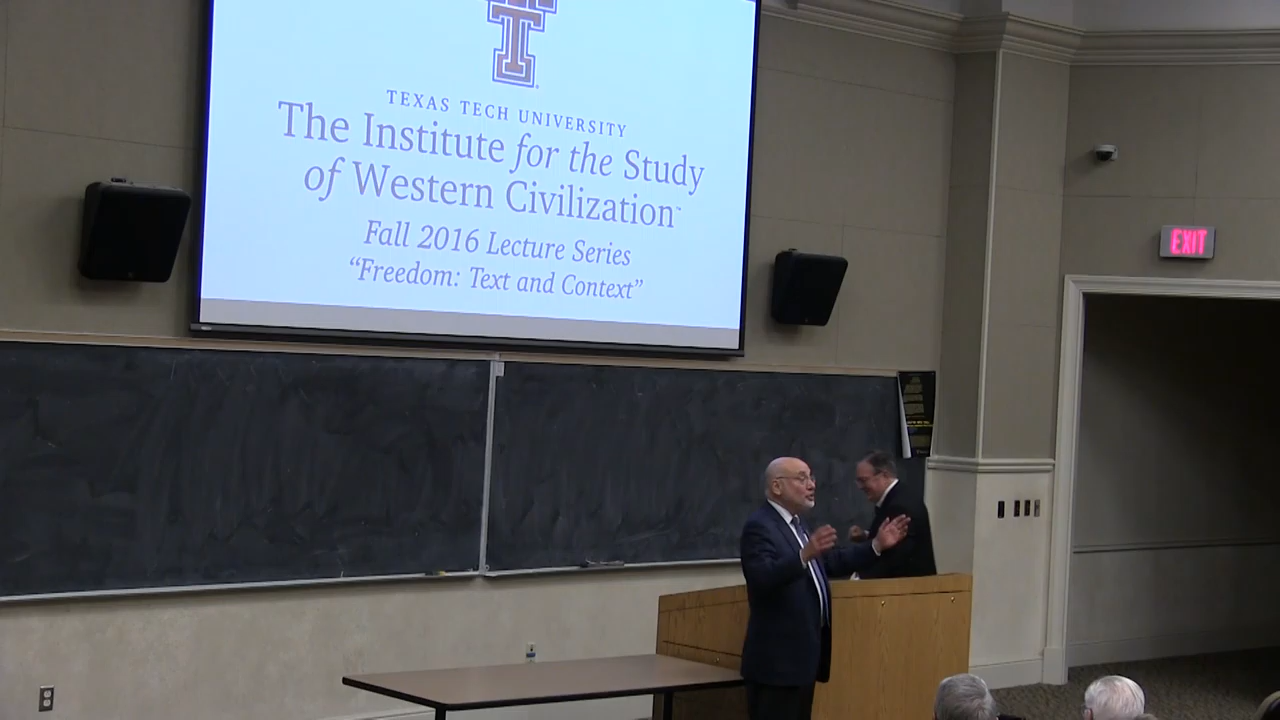 TEXAS TECH UNIVERSITY
The Institute for the Study
of Western Civilization™
Fall 2016 Lecture Series
“Freedom: Text and Context”
EXIT